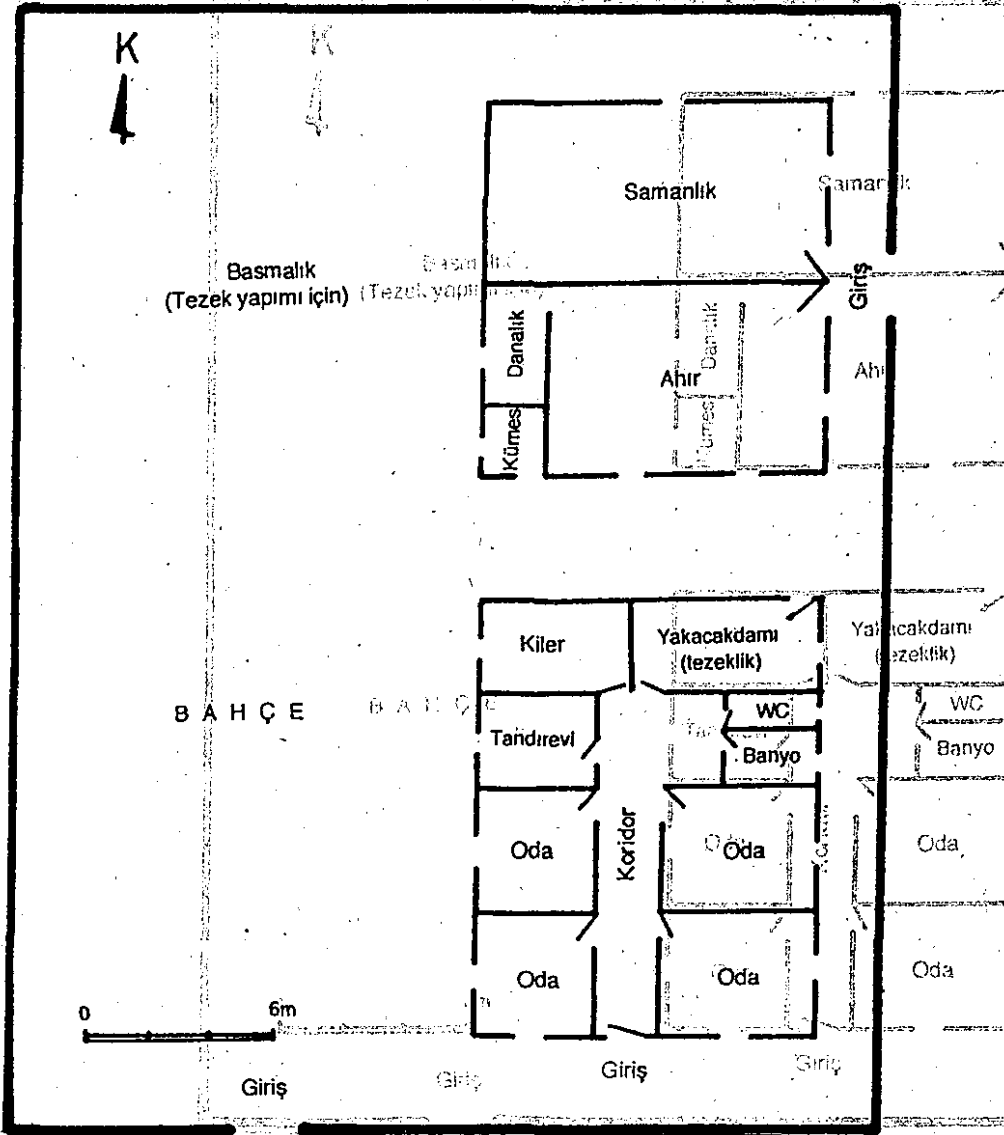 K
Samanlık
Basmalık
(Tezek yapımı için)
Giriş
Danalık
Ahır
Kümes
Kiler
Yakacakdamı
(tezeklik)
BAHÇE
WC
Tandırevi
Banyo
Oda
Koridor
Oda
Oda
Oda
0 6m
Giriş
Giriş